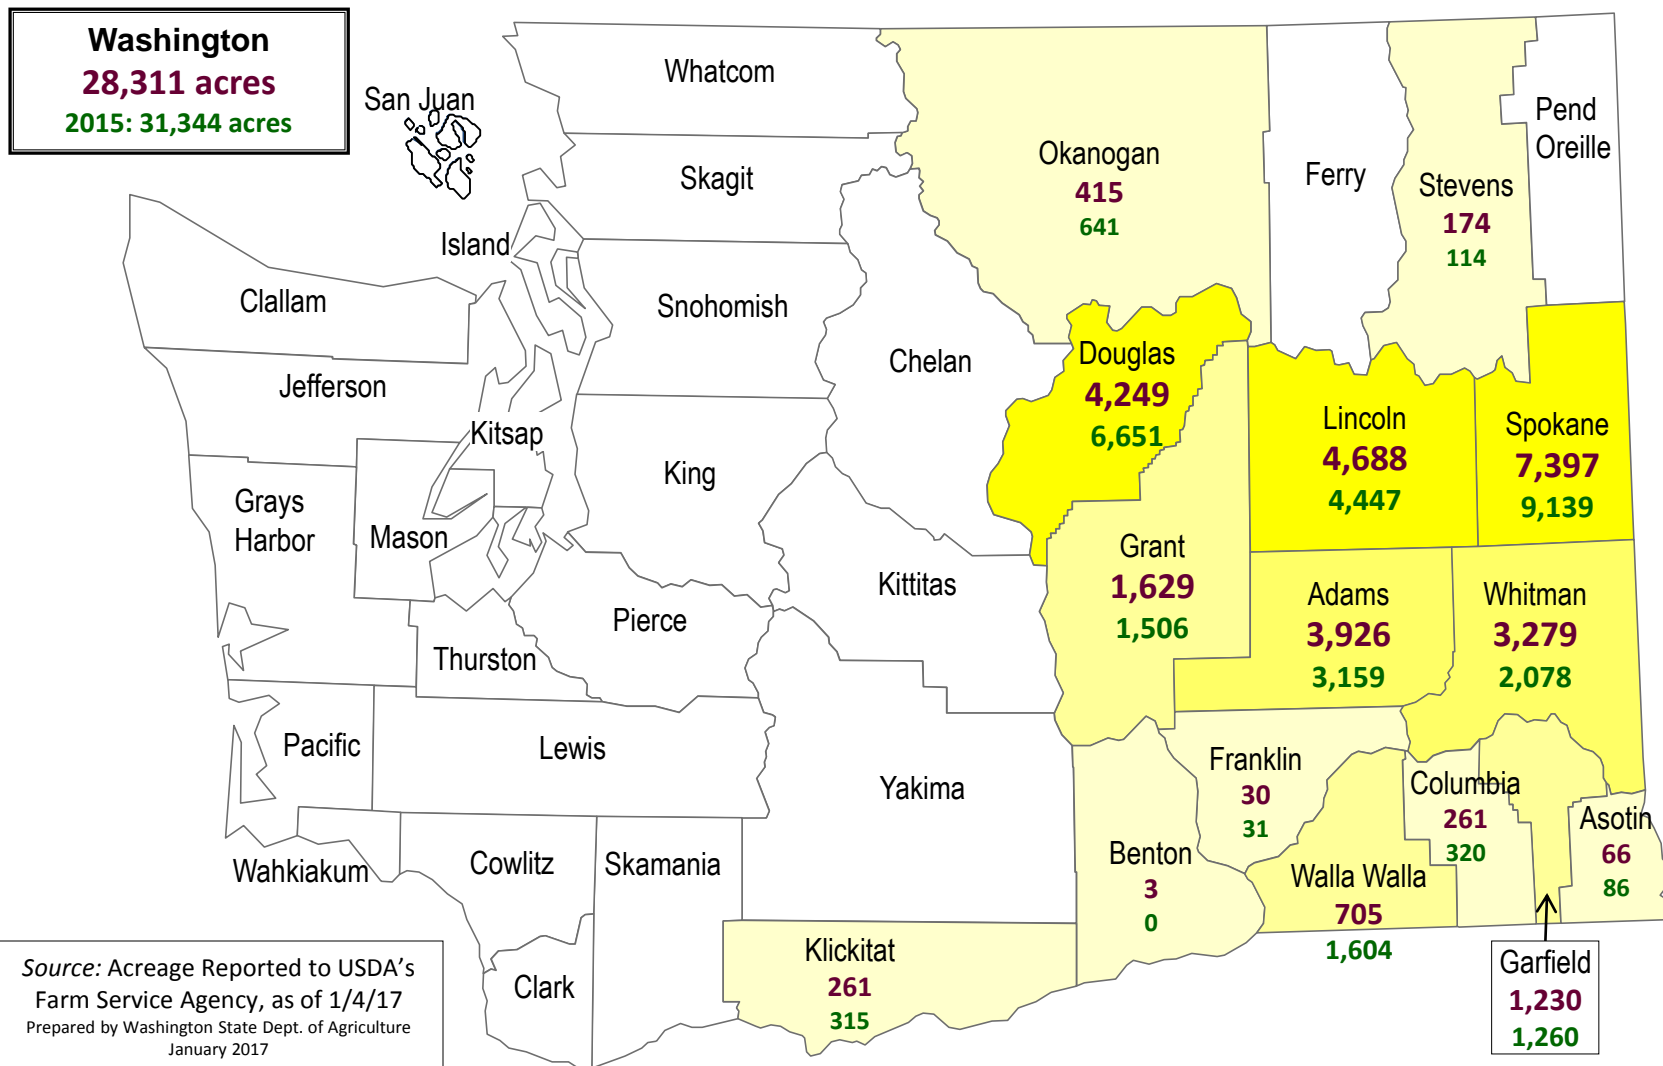 Washington
28,311 acres
2015: 31,344 acres
San Juan
Whatcom
Skagit
Island
Okanogan
415
641
Ferry
Stevens
174
114
Pend
Oreille
Clallam
Snohomish
Chelan
Jefferson
Kitsap
King
Douglas
4,249
6,651
Lincoln
4,688
4,447
Spokane
7,397
9,139
Grays
Harbor
Mason
Kittitas
Grant
1,629
1,506
Adams
3,926
3,159
Whitman
3,279
2,078
Thurston
Pierce
Pacific
Lewis
Yakima
Benton
3
0
Franklin
30
31
Walla Walla
705
1,604
Columbia
261
320
Asotin
66
86
Garfield
1,230
1,260
Wahkiakum
Cowlitz
Skamania
Clark
Klickitat
261
315
Source: Acreage Reported to USDA’s
Farm Service Agency, as of 1/4/17
Prepared by Washington State Dept. of Agriculture
January 2017